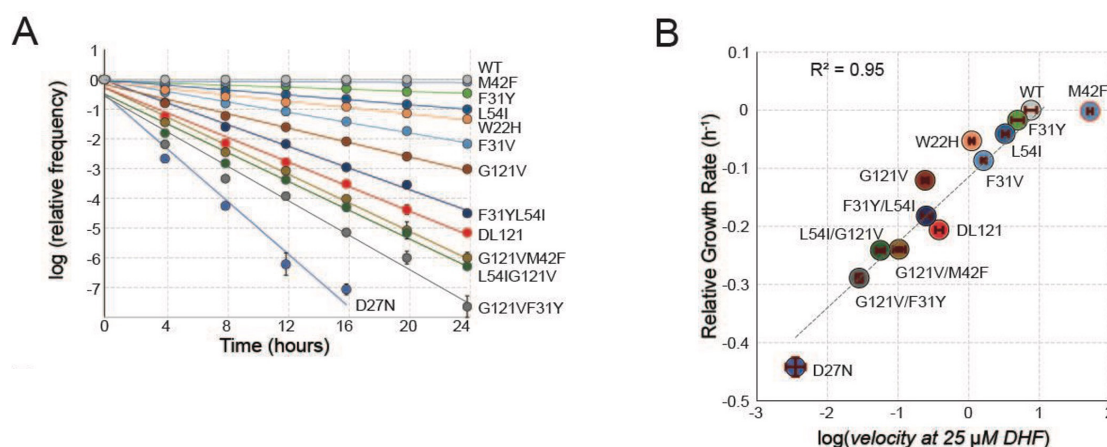 A
log (relative frequency)
1
0
-1
-2
-3
-4
-5
-6
-7
0
4
8
12
16
20
24
Time (hours)
WT
M42F
F31Y
L54I
W22H
F31V
G121V
F31YL54I
DL121
G121VM42F
L54IG121V
G121VF31Y
D27N
B
Relative Growth Rate (h⁻¹)
0.1
0
-0.1
-0.2
-0.3
-0.4
-0.5
R² = 0.95
WT
M42F
F31Y
W22H
L54I
F31V
G121V
F31Y/L54I
DL121
L54I/G121V
G121V/M42F
G121V/F31Y
D27N
-3
-2
-1
0
1
2
log(velocity at 25 µM DHF)